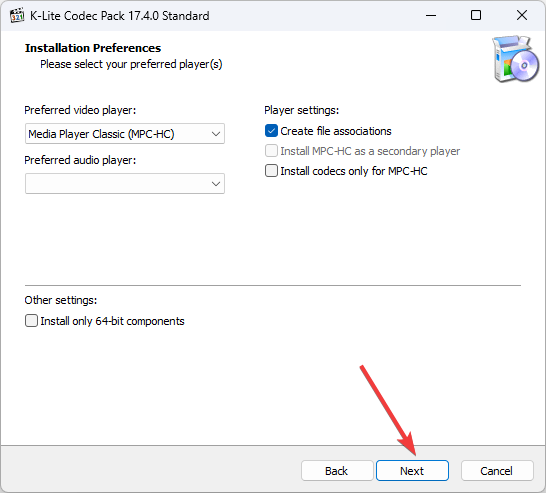 K-Lite Codec Pack 17.4.0 Standard
Installation Preferences
Please select your preferred player(s)
Preferred video player:
Media Player Classic (MPC-HC)
Preferred audio player:
Player settings:
Create file associations
Install MPC-HC as a secondary player
Install codecs only for MPC-HC
Other settings:
Install only 64-bit components
Back
Next
Cancel